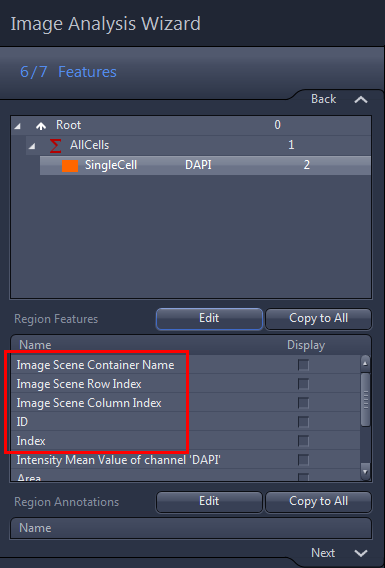 Image Analysis Wizard
6/7 Features
Back
Root 0
AllCells 1
SingleCell DAPI 2
Region Features Edit Copy to All
Name Display
Image Scene Container Name
Image Scene Row Index
Image Scene Column Index
ID
Index
Intensity Mean Value of channel 'DAPI'
Area
Region Annotations Edit Copy to All
Name
Next